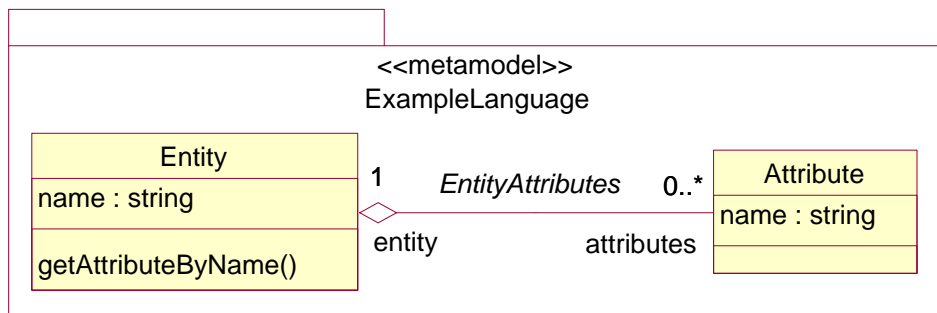 <<metamodel>>
ExampleLanguage
Entity
name : string
getAttributeByName()
1
EntityAttributes
0..*
entity
attributes
Attribute
name : string